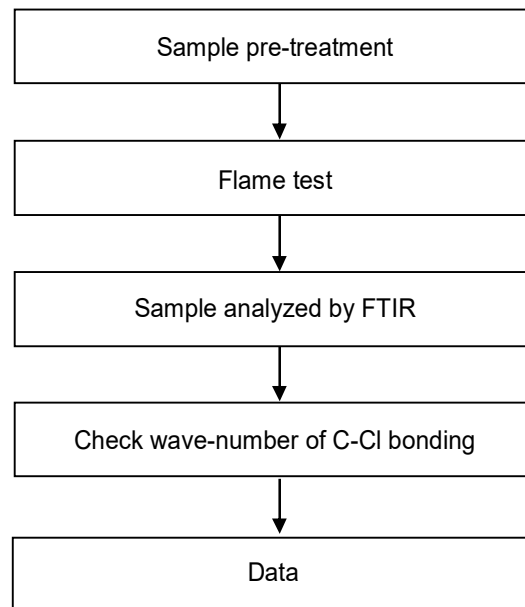 Sample pre-treatment
Flame test
Sample analyzed by FTIR
Check wave-number of C-Cl bonding
Data